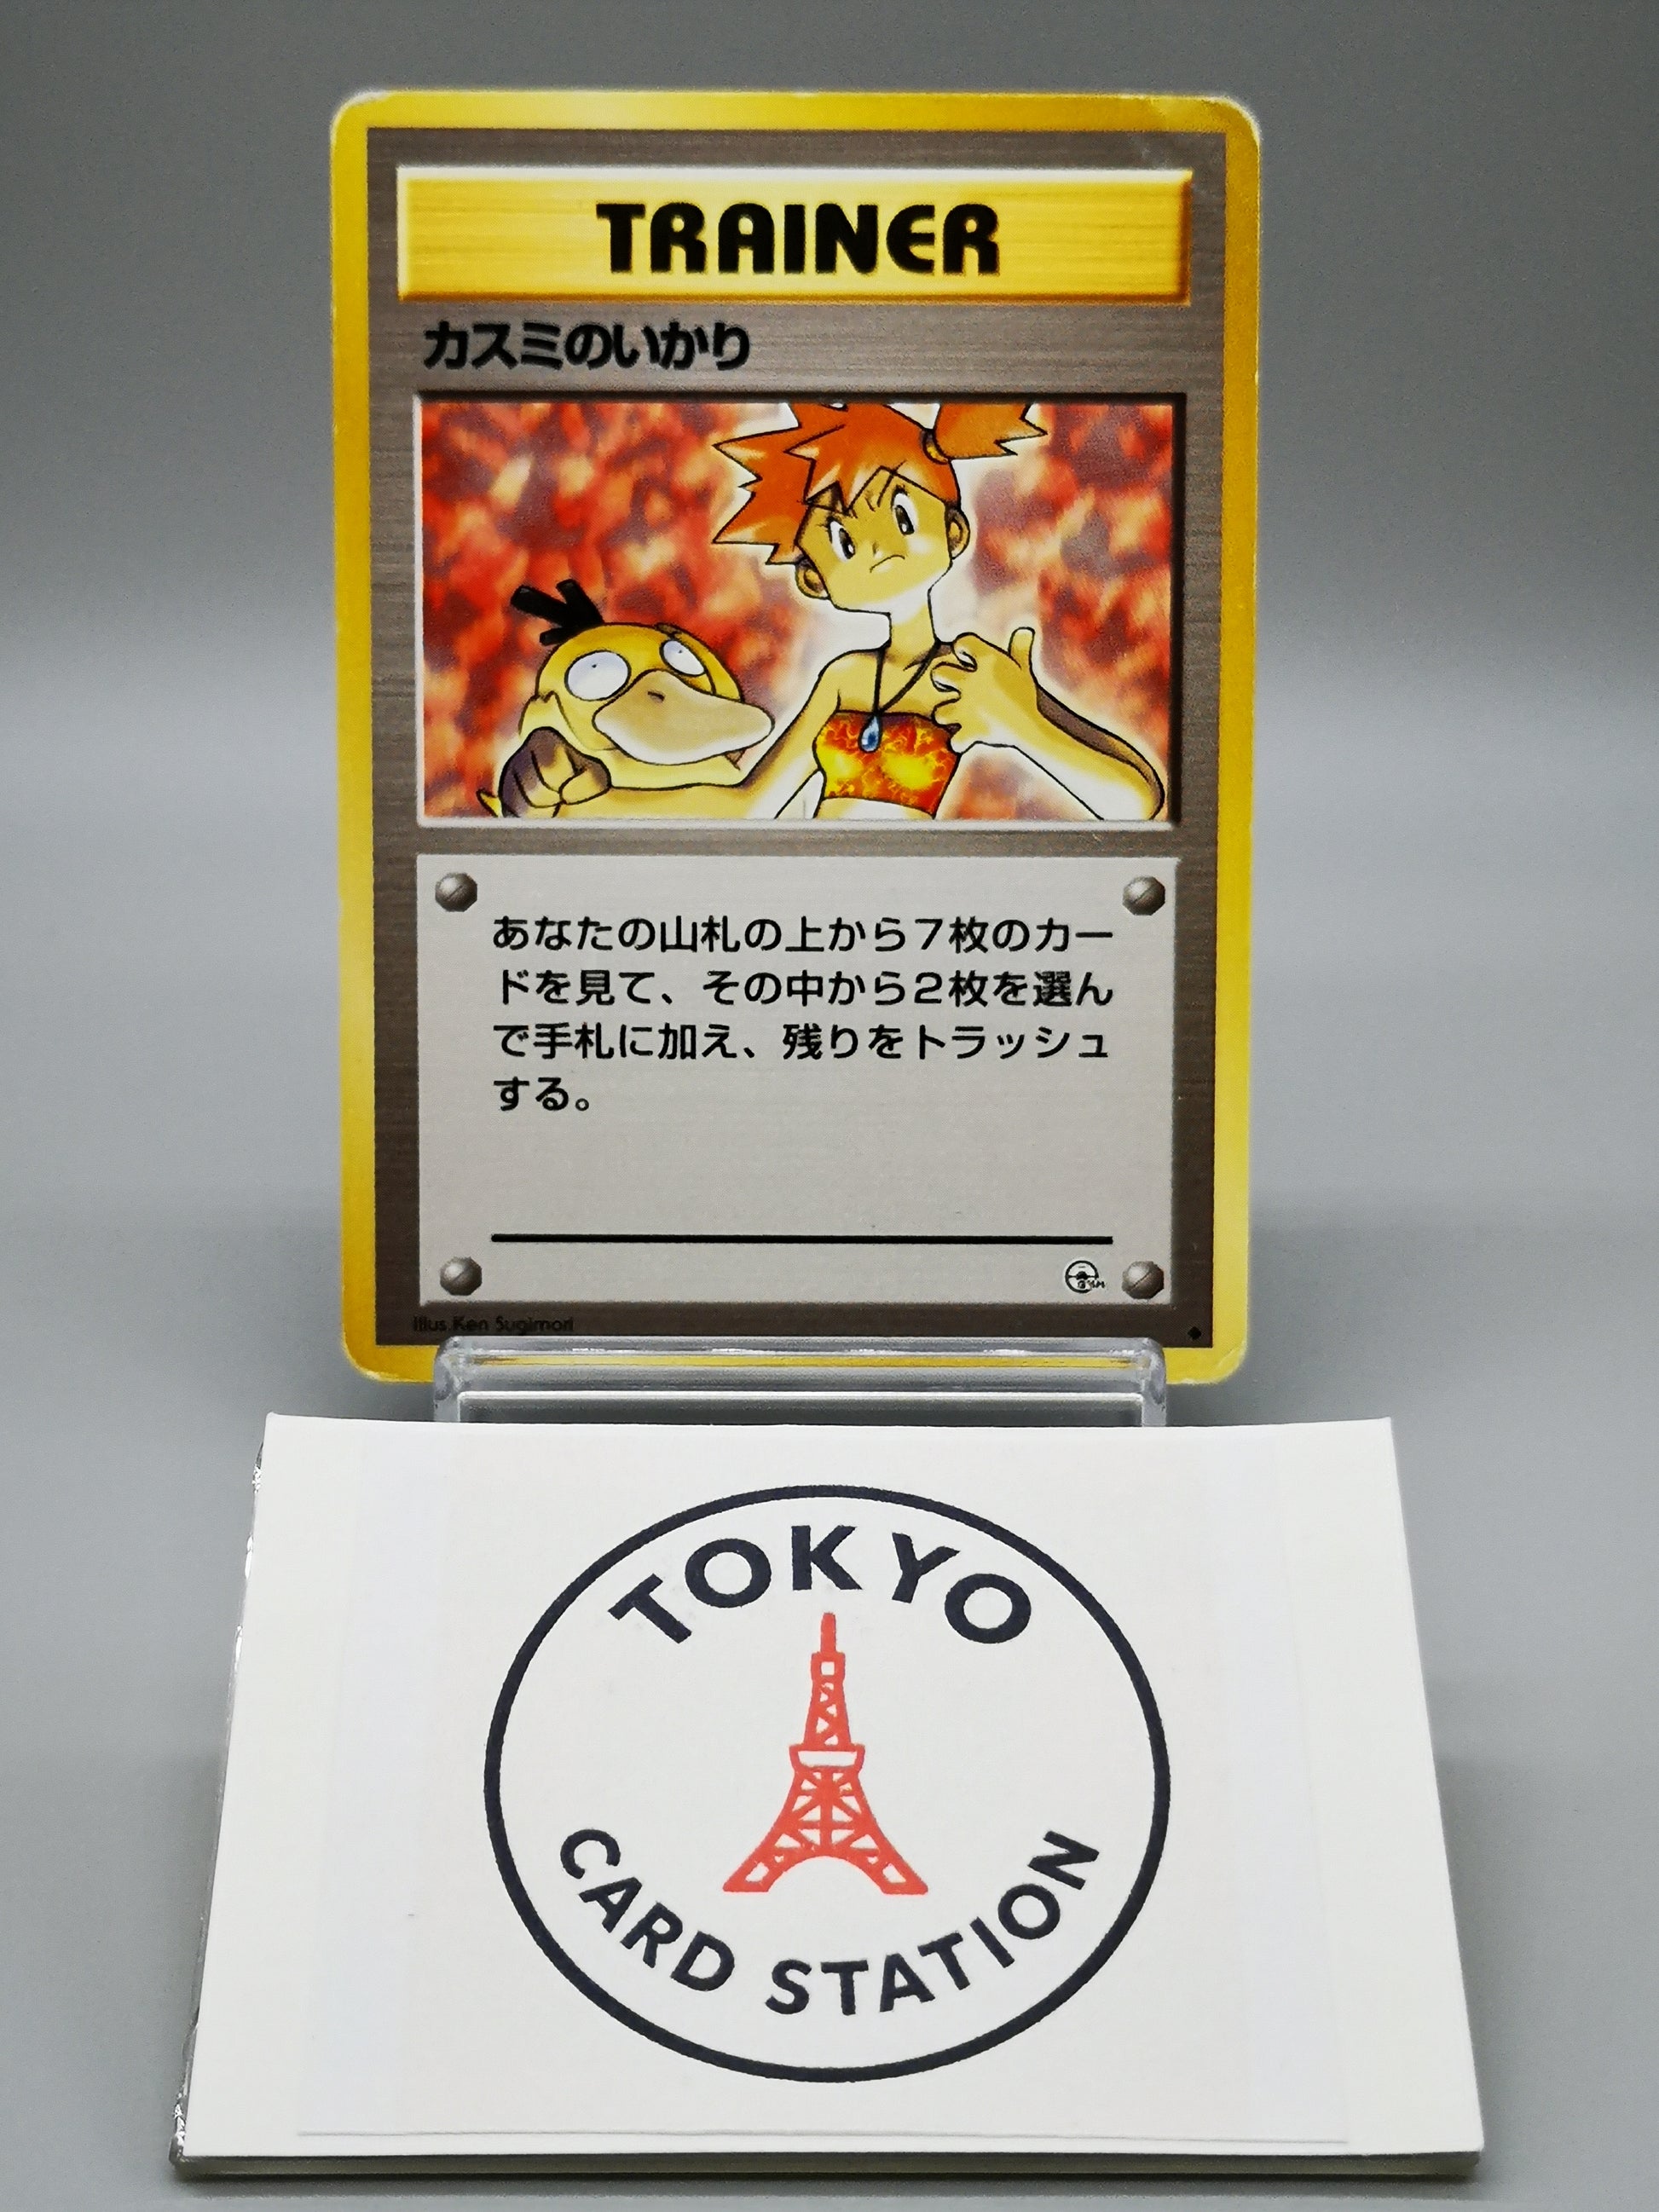 TRAINER
カスミのいかり
あなたの山札の上から7枚のカー
ドを見て、その中から2枚を選ん
で手札に加え、残りをトラッシュ
する。
GYM
Illus. Ken Sugimori
TOKYO
CARD STATION